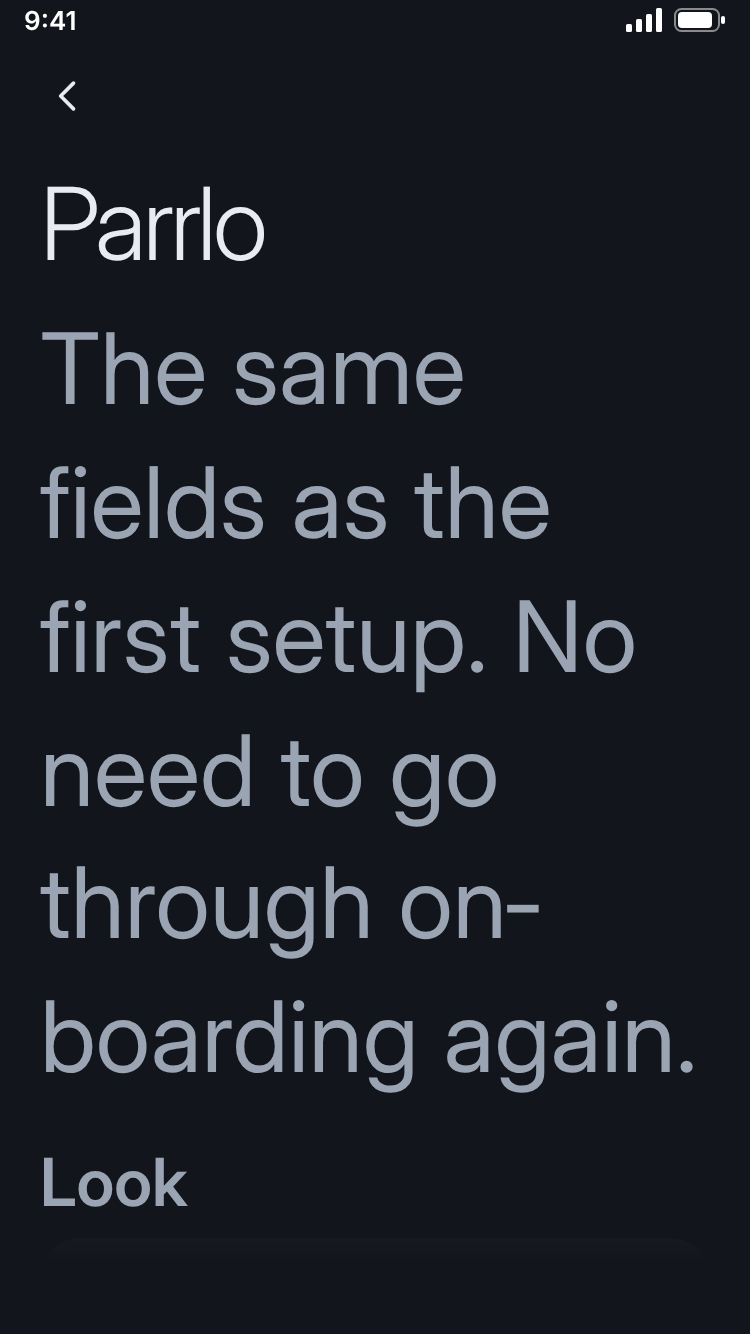 9:41
Parrlo
The same
fields as the
first setup. No
need to go
through on-
boarding again.
Look